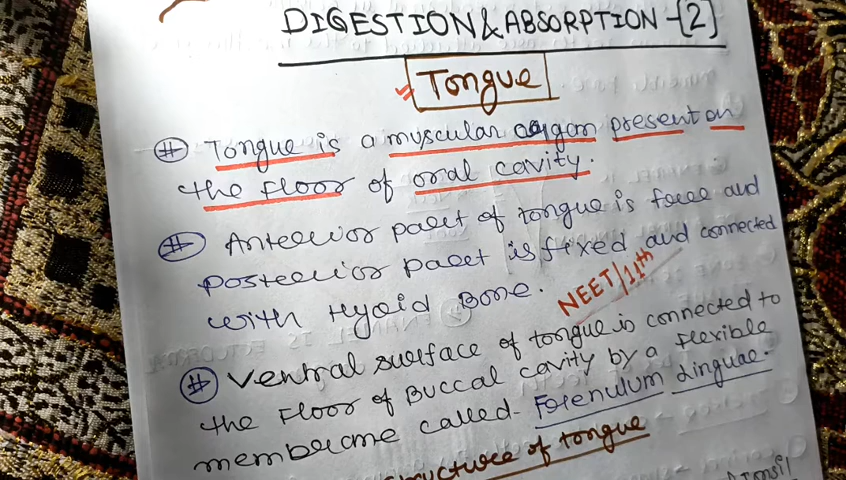 DIGESTION & ABSORPTION - (2)
Tongue
# Tongue is a muscular organ present on
the floor of oral cavity.
# Anterior part of tongue is free and
posterior part is fixed and connected
with Hyoid Bone.
NEET/11th
# Ventral surface of tongue is connected to
the floor of Buccal cavity by a flexible
membrane called - Frenulum Linguae.
Structure of tongue